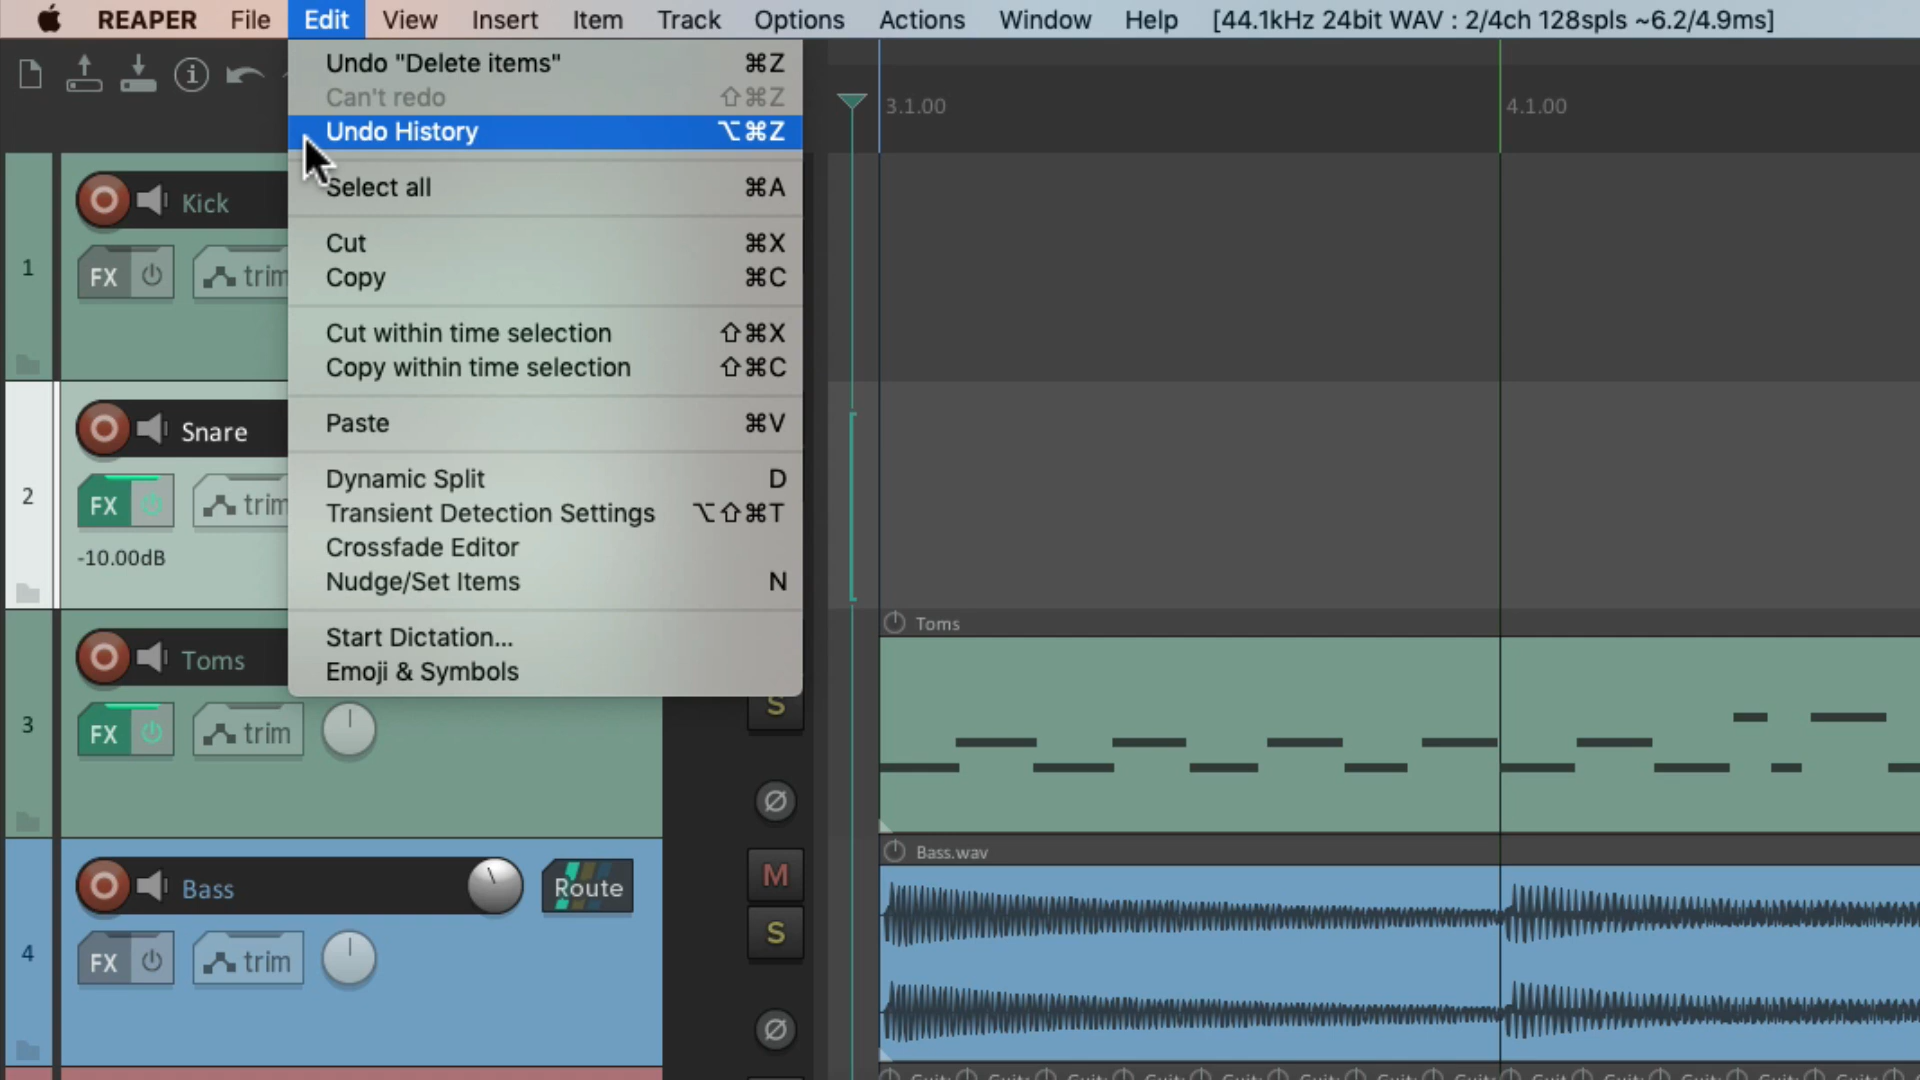 REAPER File Edit View Insert Item Track Options Actions Window Help [44.1kHz 24bit WAV : 2/4ch 128spls ~6.2/4.9ms]
Undo "Delete items" ⌘Z
Can't redo ⇧⌘Z
Undo History ⌥⌘Z
Select all ⌘A
Cut ⌘X
Copy ⌘C
Cut within time selection ⇧⌘X
Copy within time selection ⇧⌘C
Paste ⌘V
Dynamic Split D
Transient Detection Settings ⌥⇧⌘T
Crossfade Editor
Nudge/Set Items N
Start Dictation...
Emoji & Symbols
3.1.00 4.1.00
1
Kick
FX trim
2
Snare
FX trim
-10.00dB
3
Toms
FX trim
S
Toms
4
Bass Route
FX trim
M
S
Bass.wav